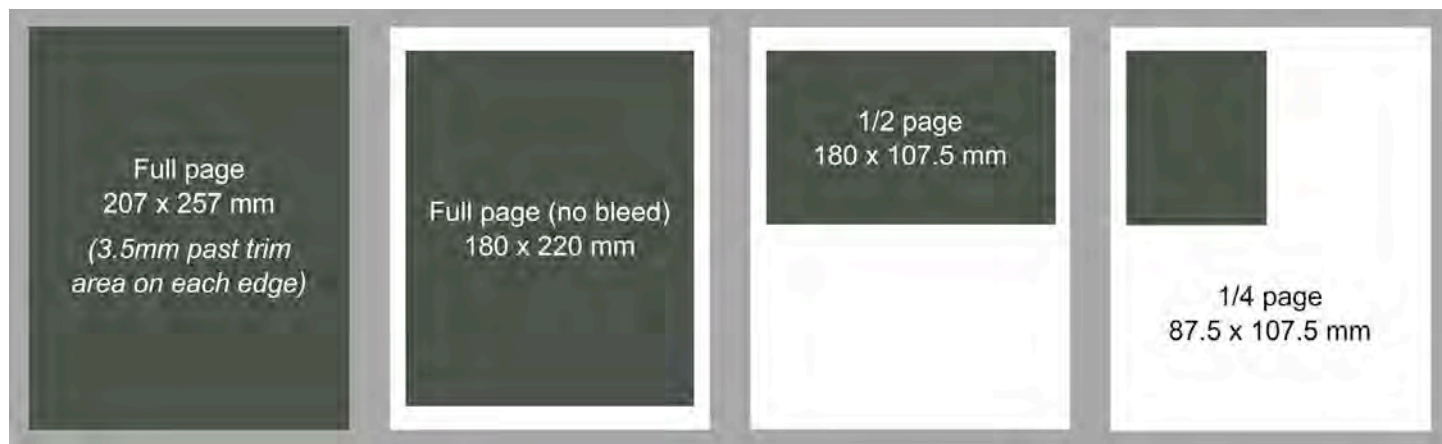 Full page
207 x 257 mm
(3.5mm past trim
area on each edge)
Full page (no bleed)
180 x 220 mm
1/2 page
180 x 107.5 mm
1/4 page
87.5 x 107.5 mm